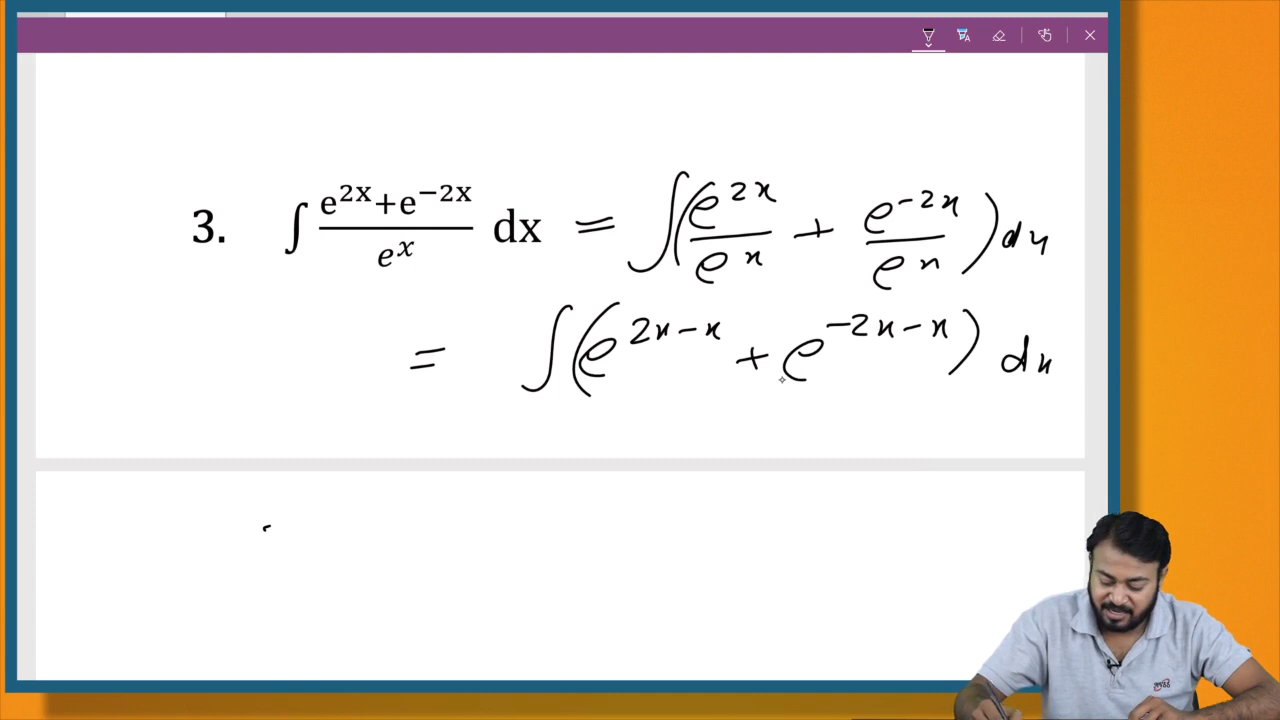 3. ∫ (e^{2x}+e^{−2x})/e^x dx = ∫(e^{2x}/e^x + e^{−2x}/e^x)dx
= ∫(e^{2x−x} + e^{−2x−x}) dx